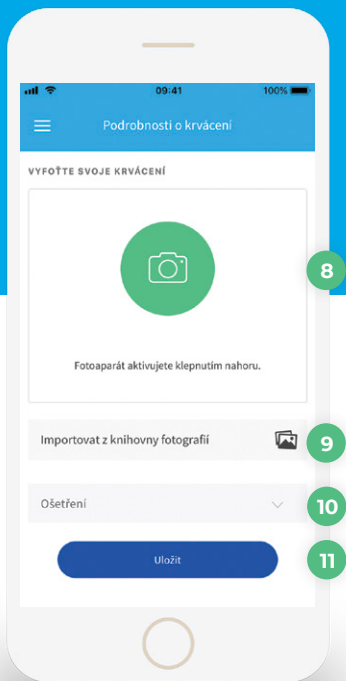 09:41
100%
Podrobnosti o krvácení
VYFOŤTE SVOJE KRVÁCENÍ
8
Fotoaparát aktivujete klepnutím nahoru.
Importovat z knihovny fotografií
9
Ošetření
10
Uložit
11